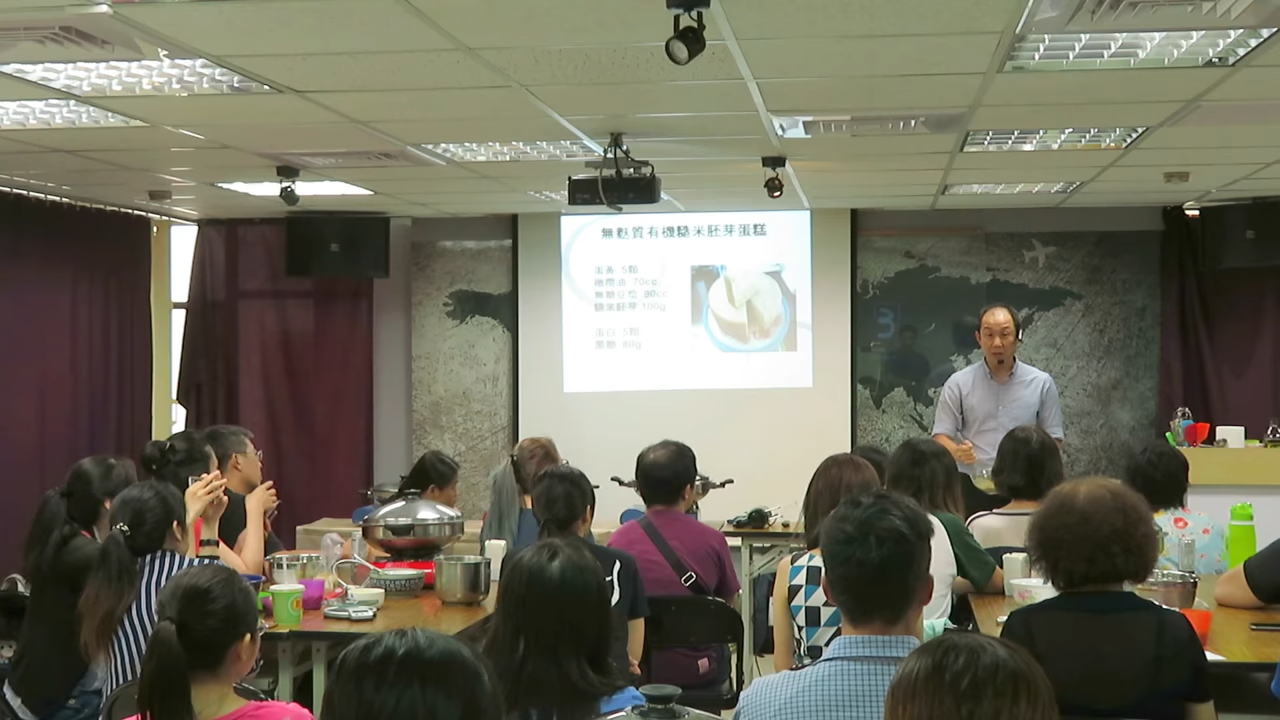 無麩質有機糙米胚芽蛋糕
蛋黃 5顆
橄欖油 70cc
無糖豆漿 80cc
糙米胚芽 100g
蛋白 5顆
黑糖 80g